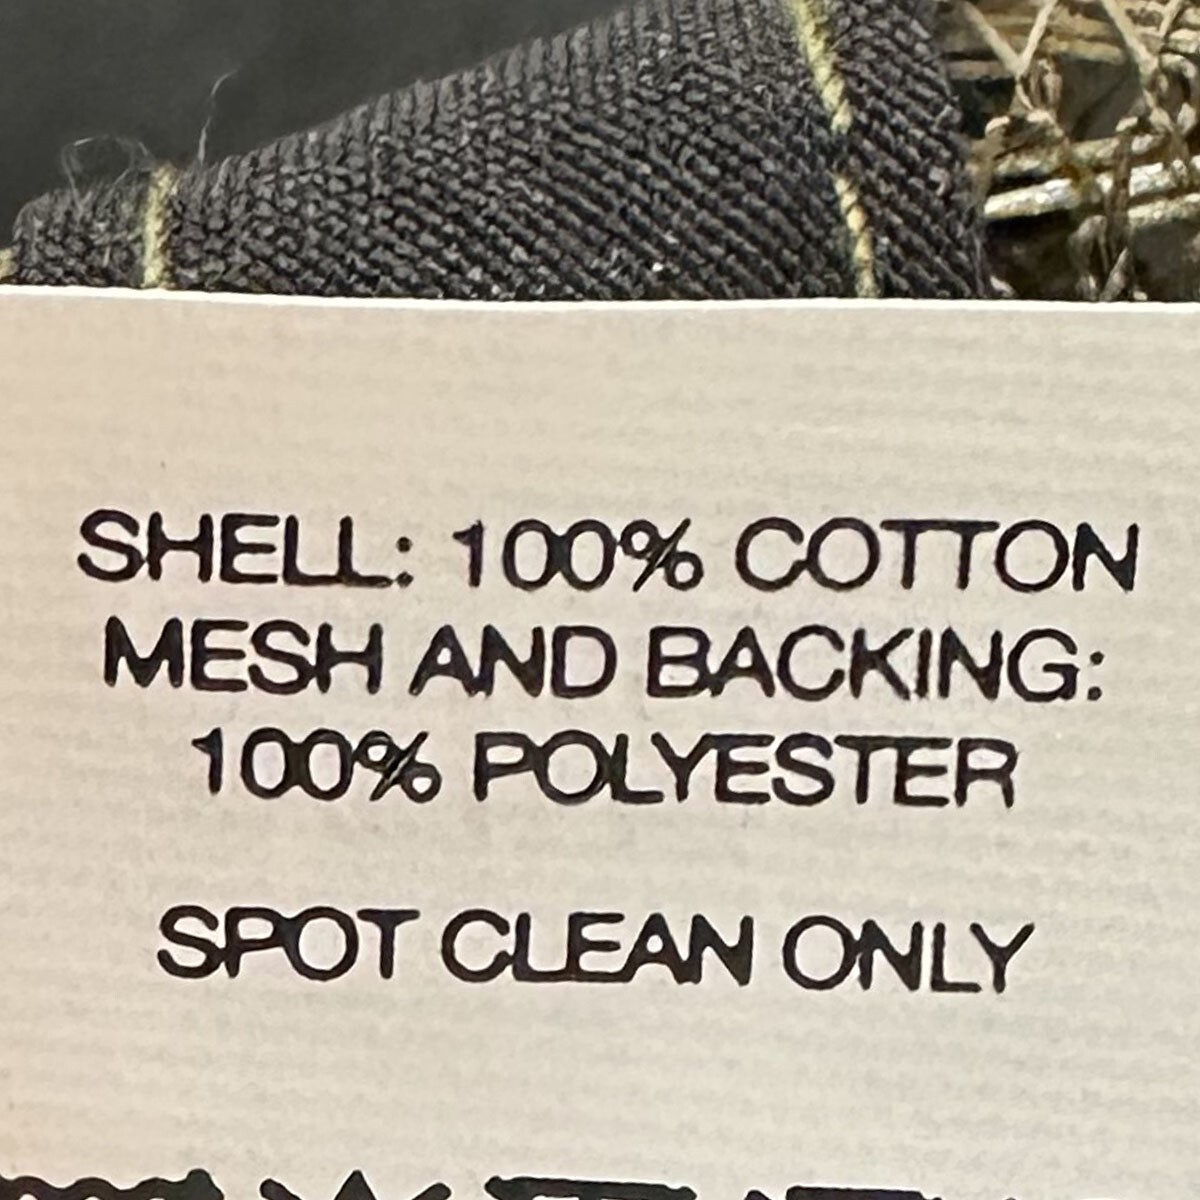 SHELL: 100% COTTON
MESH AND BACKING:
100% POLYESTER
SPOT CLEAN ONLY